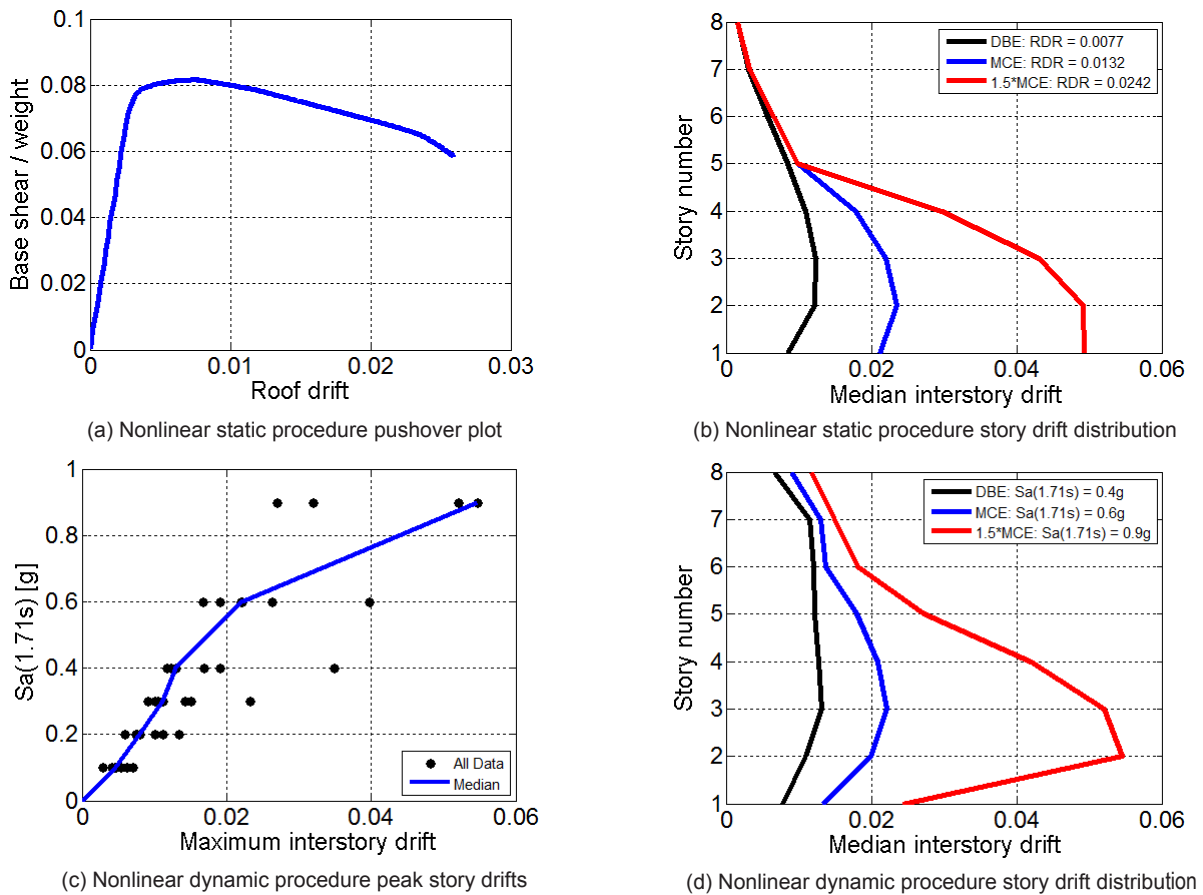 0.1
0.08
0.06
0.04
0.02
0
Base shear / weight
0 0.01 0.02 0.03
Roof drift
(a) Nonlinear static procedure pushover plot
8
7
6
5
4
3
2
1
Story number
DBE: RDR = 0.0077
MCE: RDR = 0.0132
1.5*MCE: RDR = 0.0242
0 0.02 0.04 0.06
Median interstory drift
(b) Nonlinear static procedure story drift distribution
1
0.8
0.6
0.4
0.2
0
Sa(1.71s) [g]
All Data
Median
0 0.02 0.04 0.06
Maximum interstory drift
(c) Nonlinear dynamic procedure peak story drifts
8
7
6
5
4
3
2
1
Story number
DBE: Sa(1.71s) = 0.4g
MCE: Sa(1.71s) = 0.6g
1.5*MCE: Sa(1.71s) = 0.9g
0 0.02 0.04 0.06
Median interstory drift
(d) Nonlinear dynamic procedure story drift distribution